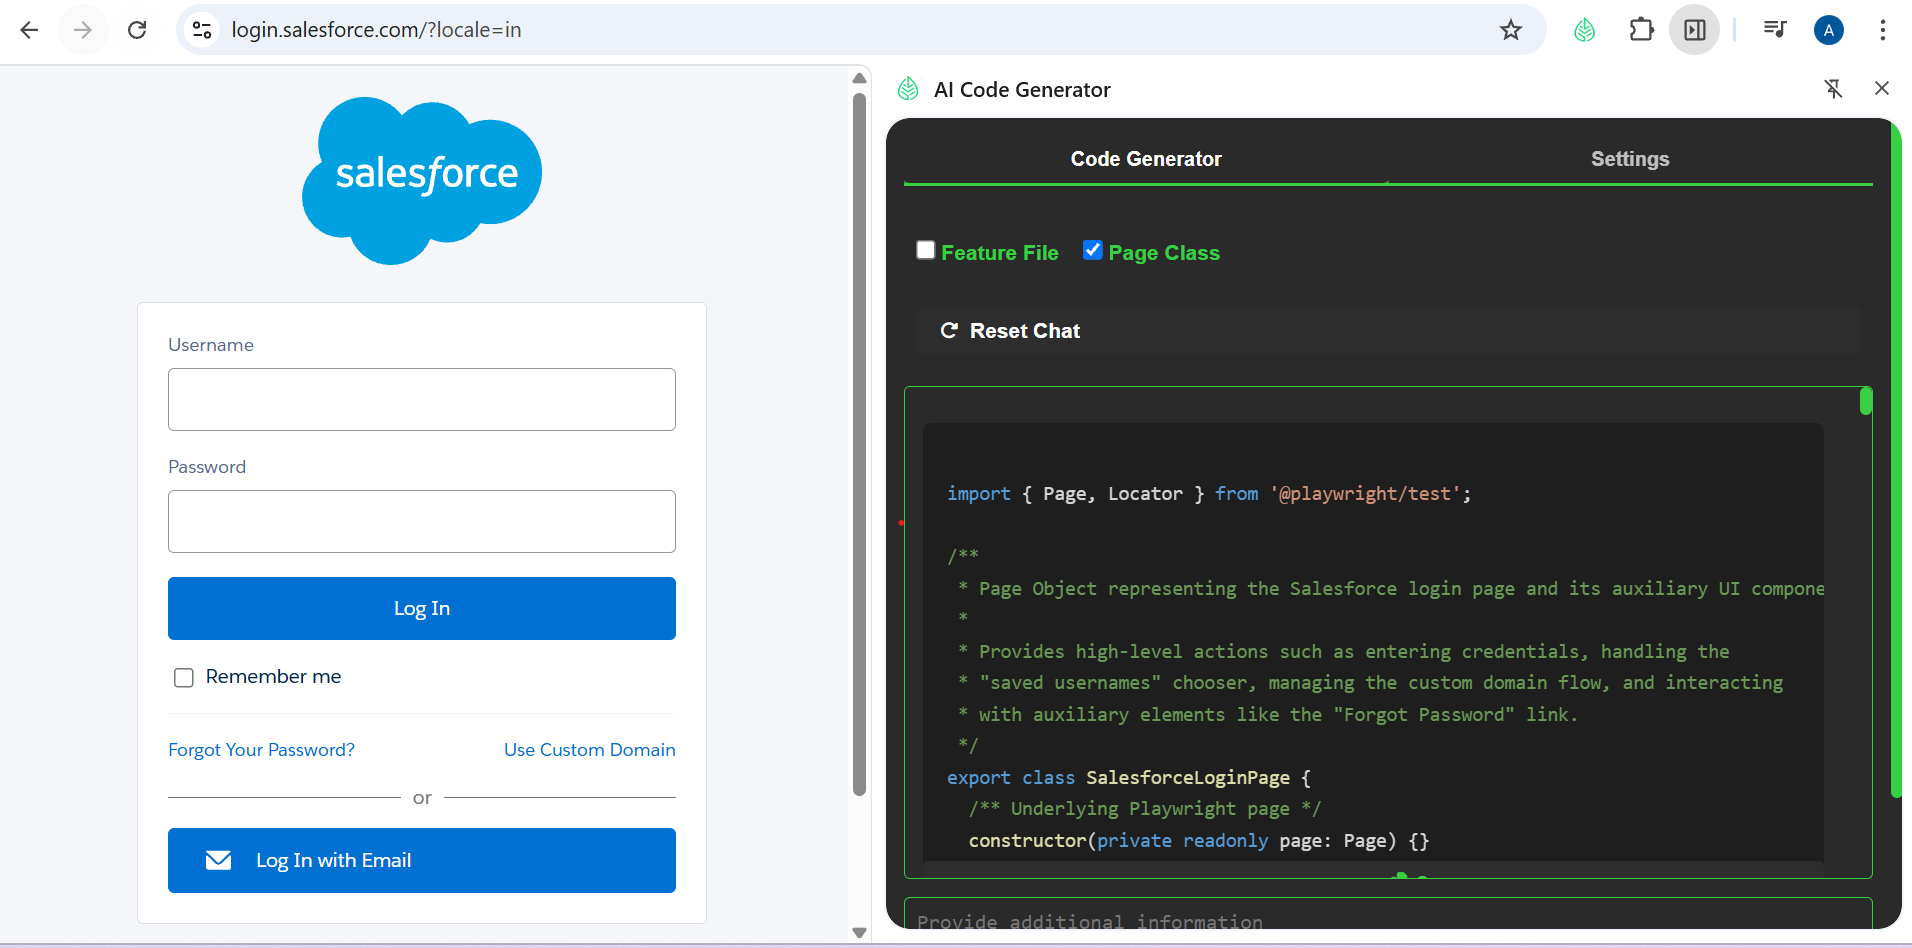 login.salesforce.com/?locale=in
A
salesforce
Username
Password
Log In
Remember me
Forgot Your Password?
Use Custom Domain
or
Log In with Email
AI Code Generator
Code Generator
Settings
Feature File
Page Class
Reset Chat
import { Page, Locator } from '@playwright/test';
/**
* Page Object representing the Salesforce login page and its auxiliary UI compone
*
* Provides high-level actions such as entering credentials, handling the
* "saved usernames" chooser, managing the custom domain flow, and interacting
* with auxiliary elements like the "Forgot Password" link.
*/
export class SalesforceLoginPage {
/** Underlying Playwright page */
constructor(private readonly page: Page) {}
Provide additional information